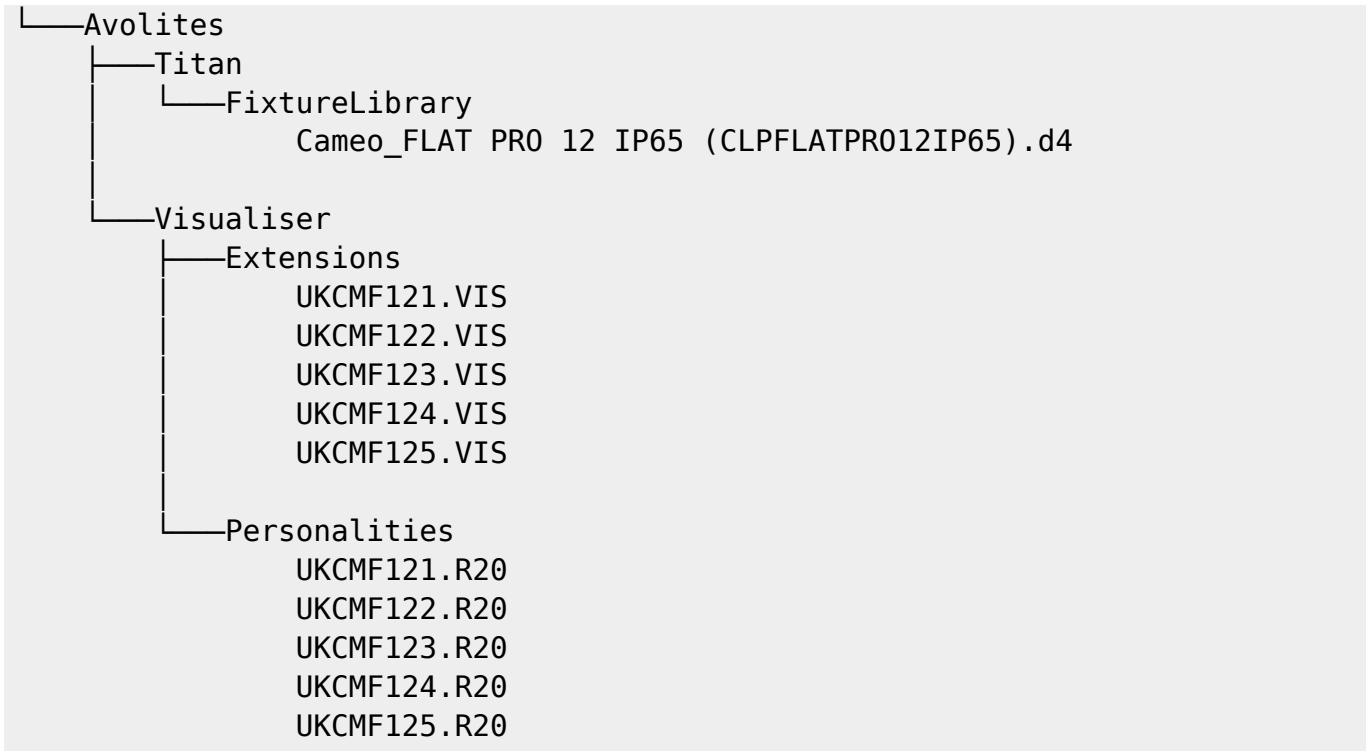 └───Avolites
    ├───Titan
    │   └───FixtureLibrary
    │           Cameo_FLAT PRO 12 IP65 (CLPFLATPRO12IP65).d4
    │
    └───Visualiser
        ├───Extensions
        │       UKCMF121.VIS
        │       UKCMF122.VIS
        │       UKCMF123.VIS
        │       UKCMF124.VIS
        │       UKCMF125.VIS
        │
        └───Personalities
                UKCMF121.R20
                UKCMF122.R20
                UKCMF123.R20
                UKCMF124.R20
                UKCMF125.R20